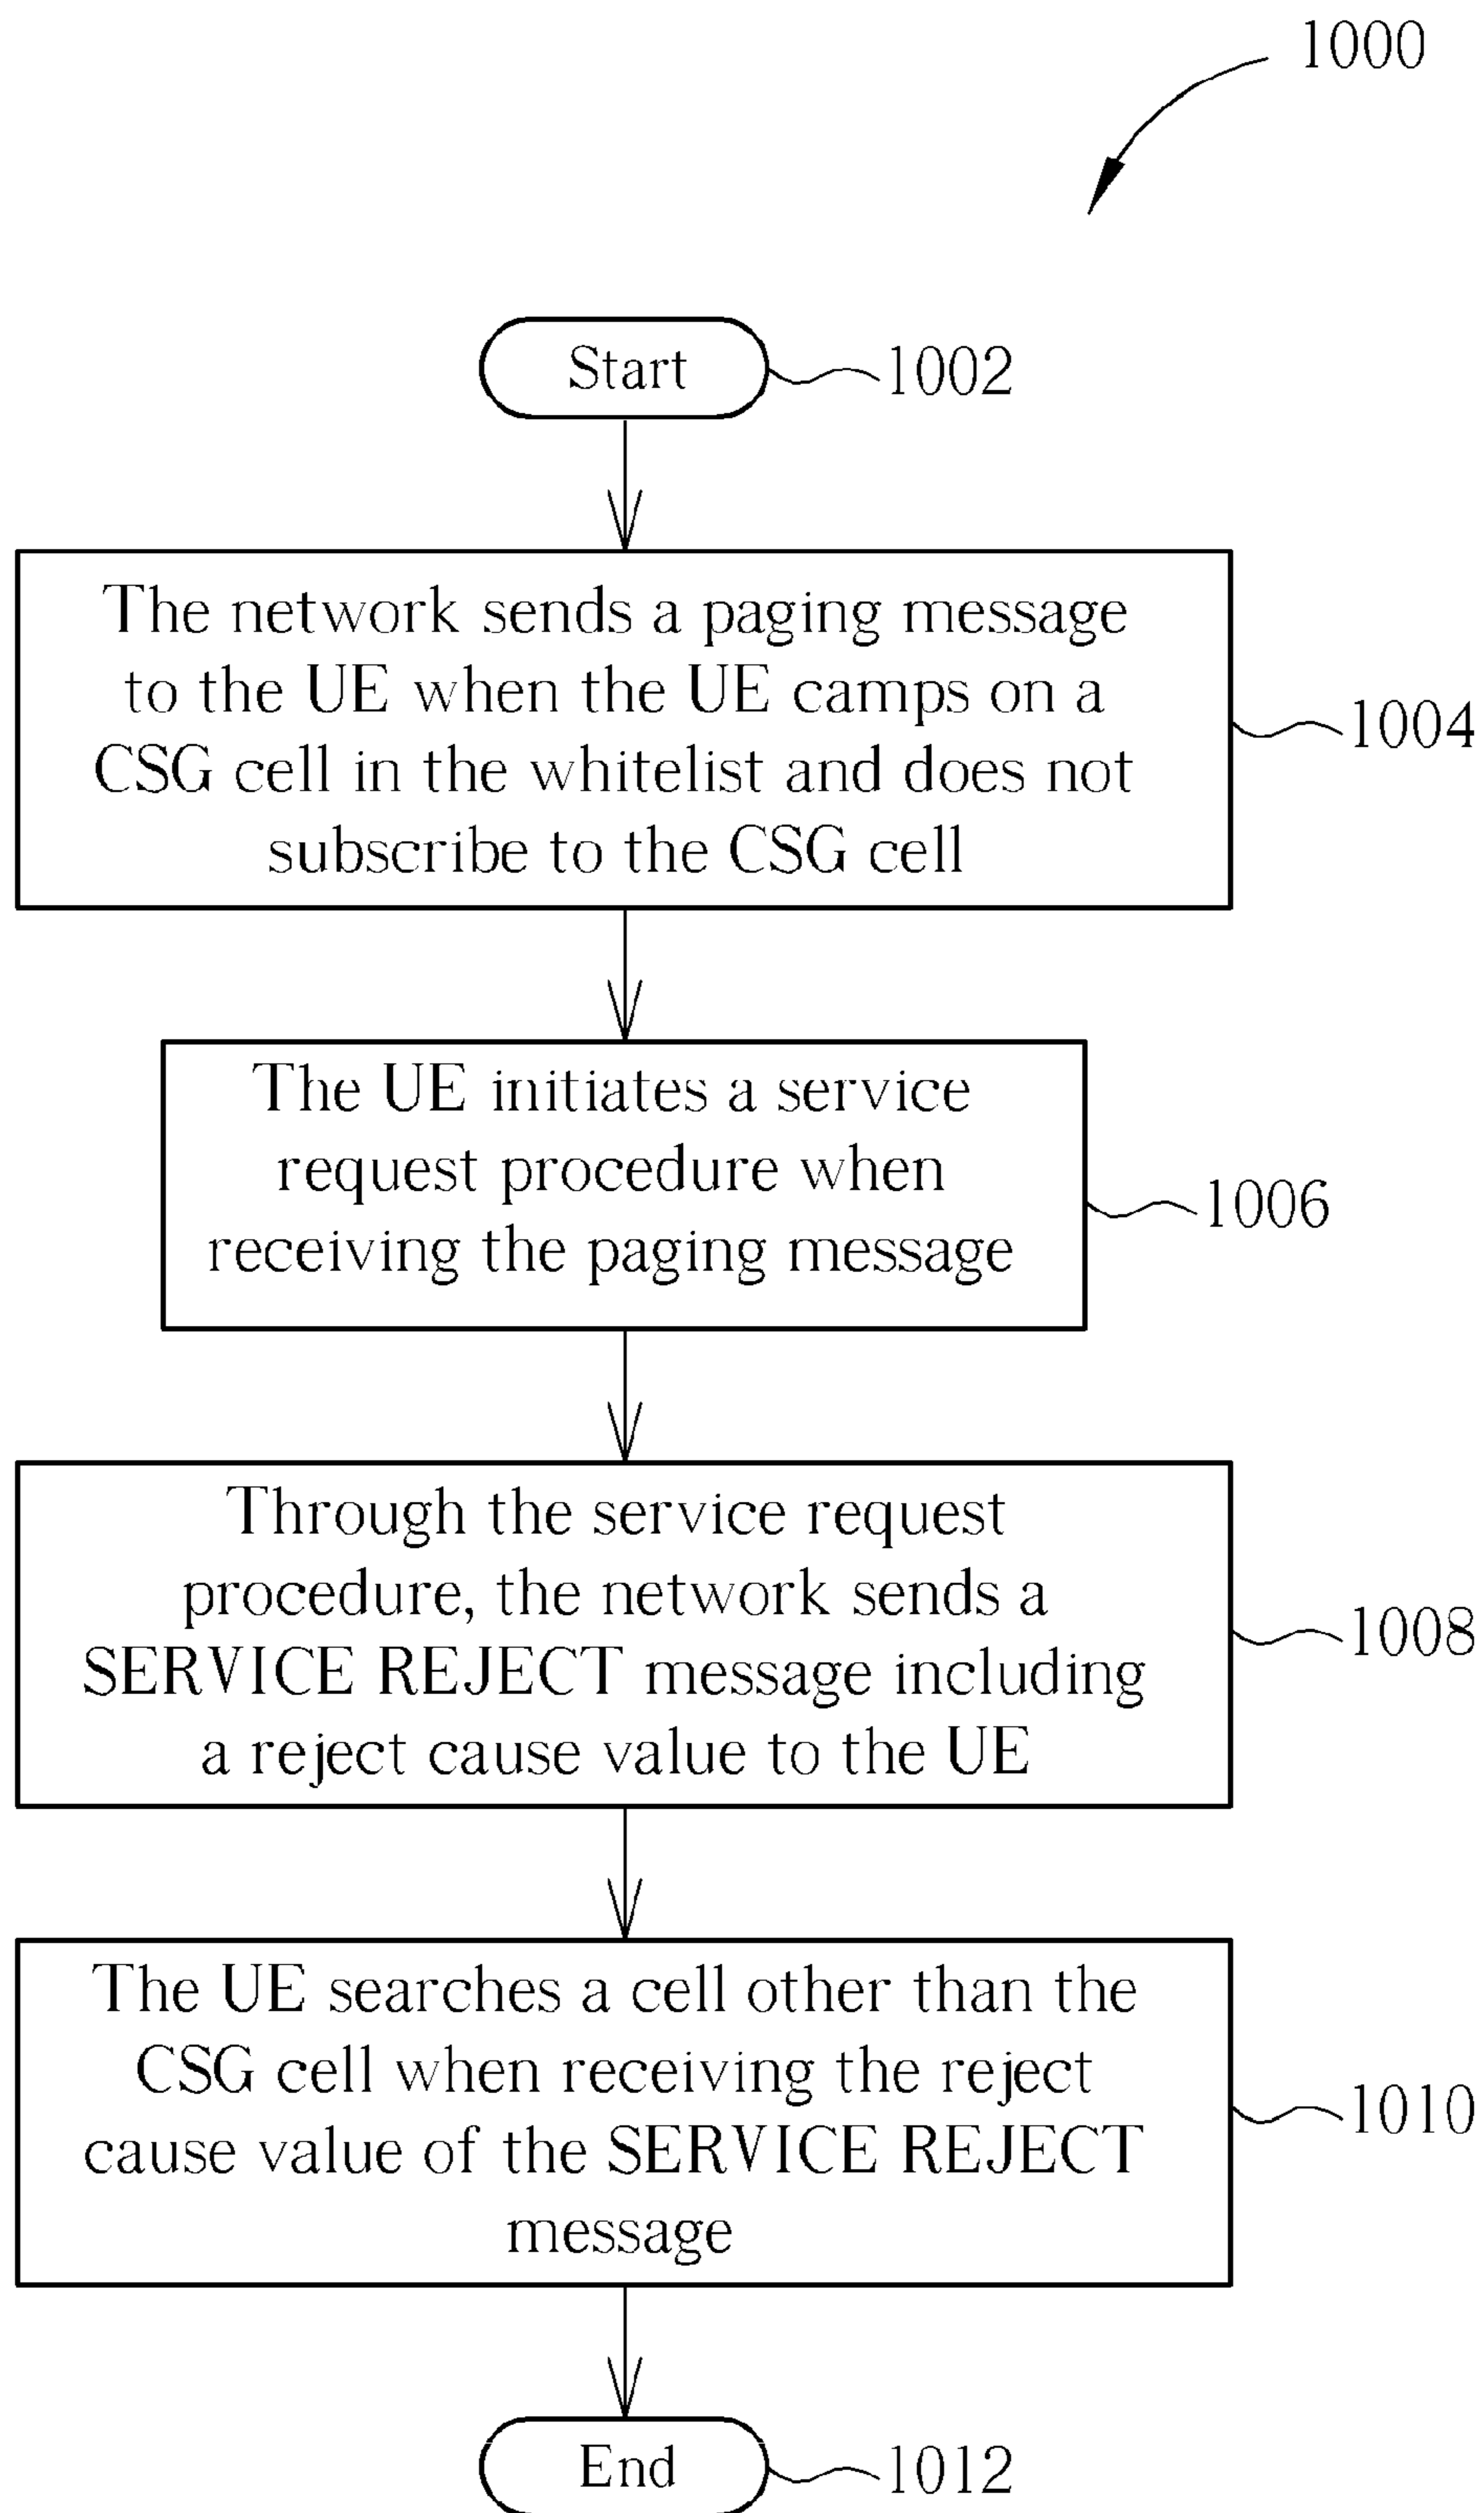 1000
Start
1002
The network sends a paging message
to the UE when the UE camps on a
CSG cell in the whitelist and does not
subscribe to the CSG cell
1004
The UE initiates a service
request procedure when
receiving the paging message
1006
Through the service request
procedure, the network sends a
SERVICE REJECT message including
a reject cause value to the UE
1008
The UE searches a cell other than the
CSG cell when receiving the reject
cause value of the SERVICE REJECT
message
1010
End
1012